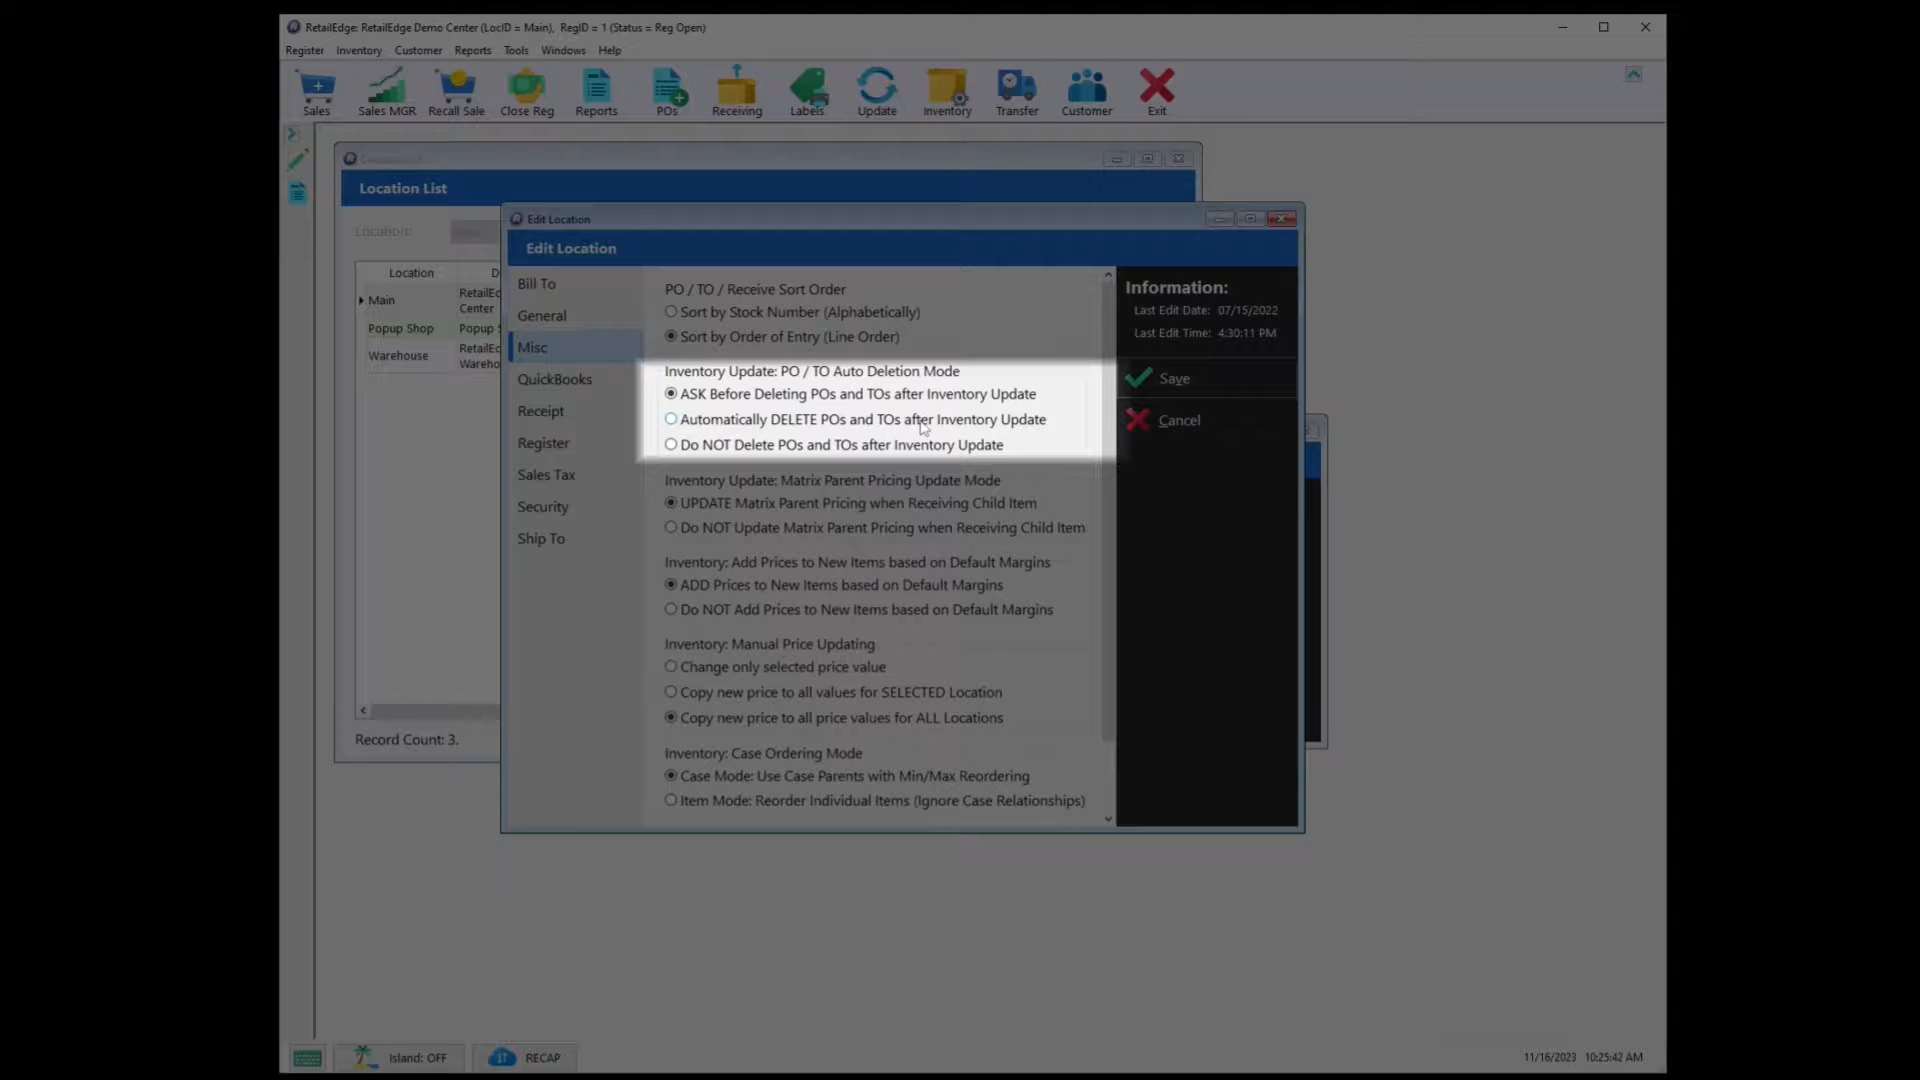 RetailEdge: RetailEdge Demo Center (LocID = Main), RegID = 1 (Status = Reg Open)
Register Inventory Customer Reports Tools Windows Help
Sales Sales MGR Recall Sale Close Reg Reports POs Receiving Labels Update Inventory Transfer Customer Exit
Location List
Location:
Location D
Main RetailEd
Center
Popup Shop Popup S
Warehouse RetailEd
Wareho
Record Count: 3.
Edit Location
Edit Location
Bill To
General
Misc
QuickBooks
Receipt
Register
Sales Tax
Security
Ship To
PO / TO / Receive Sort Order
Sort by Stock Number (Alphabetically)
Sort by Order of Entry (Line Order)
Inventory Update: PO / TO Auto Deletion Mode
ASK Before Deleting POs and TOs after Inventory Update
Automatically DELETE POs and TOs after Inventory Update
Do NOT Delete POs and TOs after Inventory Update
Inventory Update: Matrix Parent Pricing Update Mode
UPDATE Matrix Parent Pricing when Receiving Child Item
Do NOT Update Matrix Parent Pricing when Receiving Child Item
Inventory: Add Prices to New Items based on Default Margins
ADD Prices to New Items based on Default Margins
Do NOT Add Prices to New Items based on Default Margins
Inventory: Manual Price Updating
Change only selected price value
Copy new price to all values for SELECTED Location
Copy new price to all price values for ALL Locations
Inventory: Case Ordering Mode
Case Mode: Use Case Parents with Min/Max Reordering
Item Mode: Reorder Individual Items (Ignore Case Relationships)
Information:
Last Edit Date: 07/15/2022
Last Edit Time: 4:30:11 PM
Save
Cancel
Island: OFF RECAP 11/16/2023 10:25:42 AM